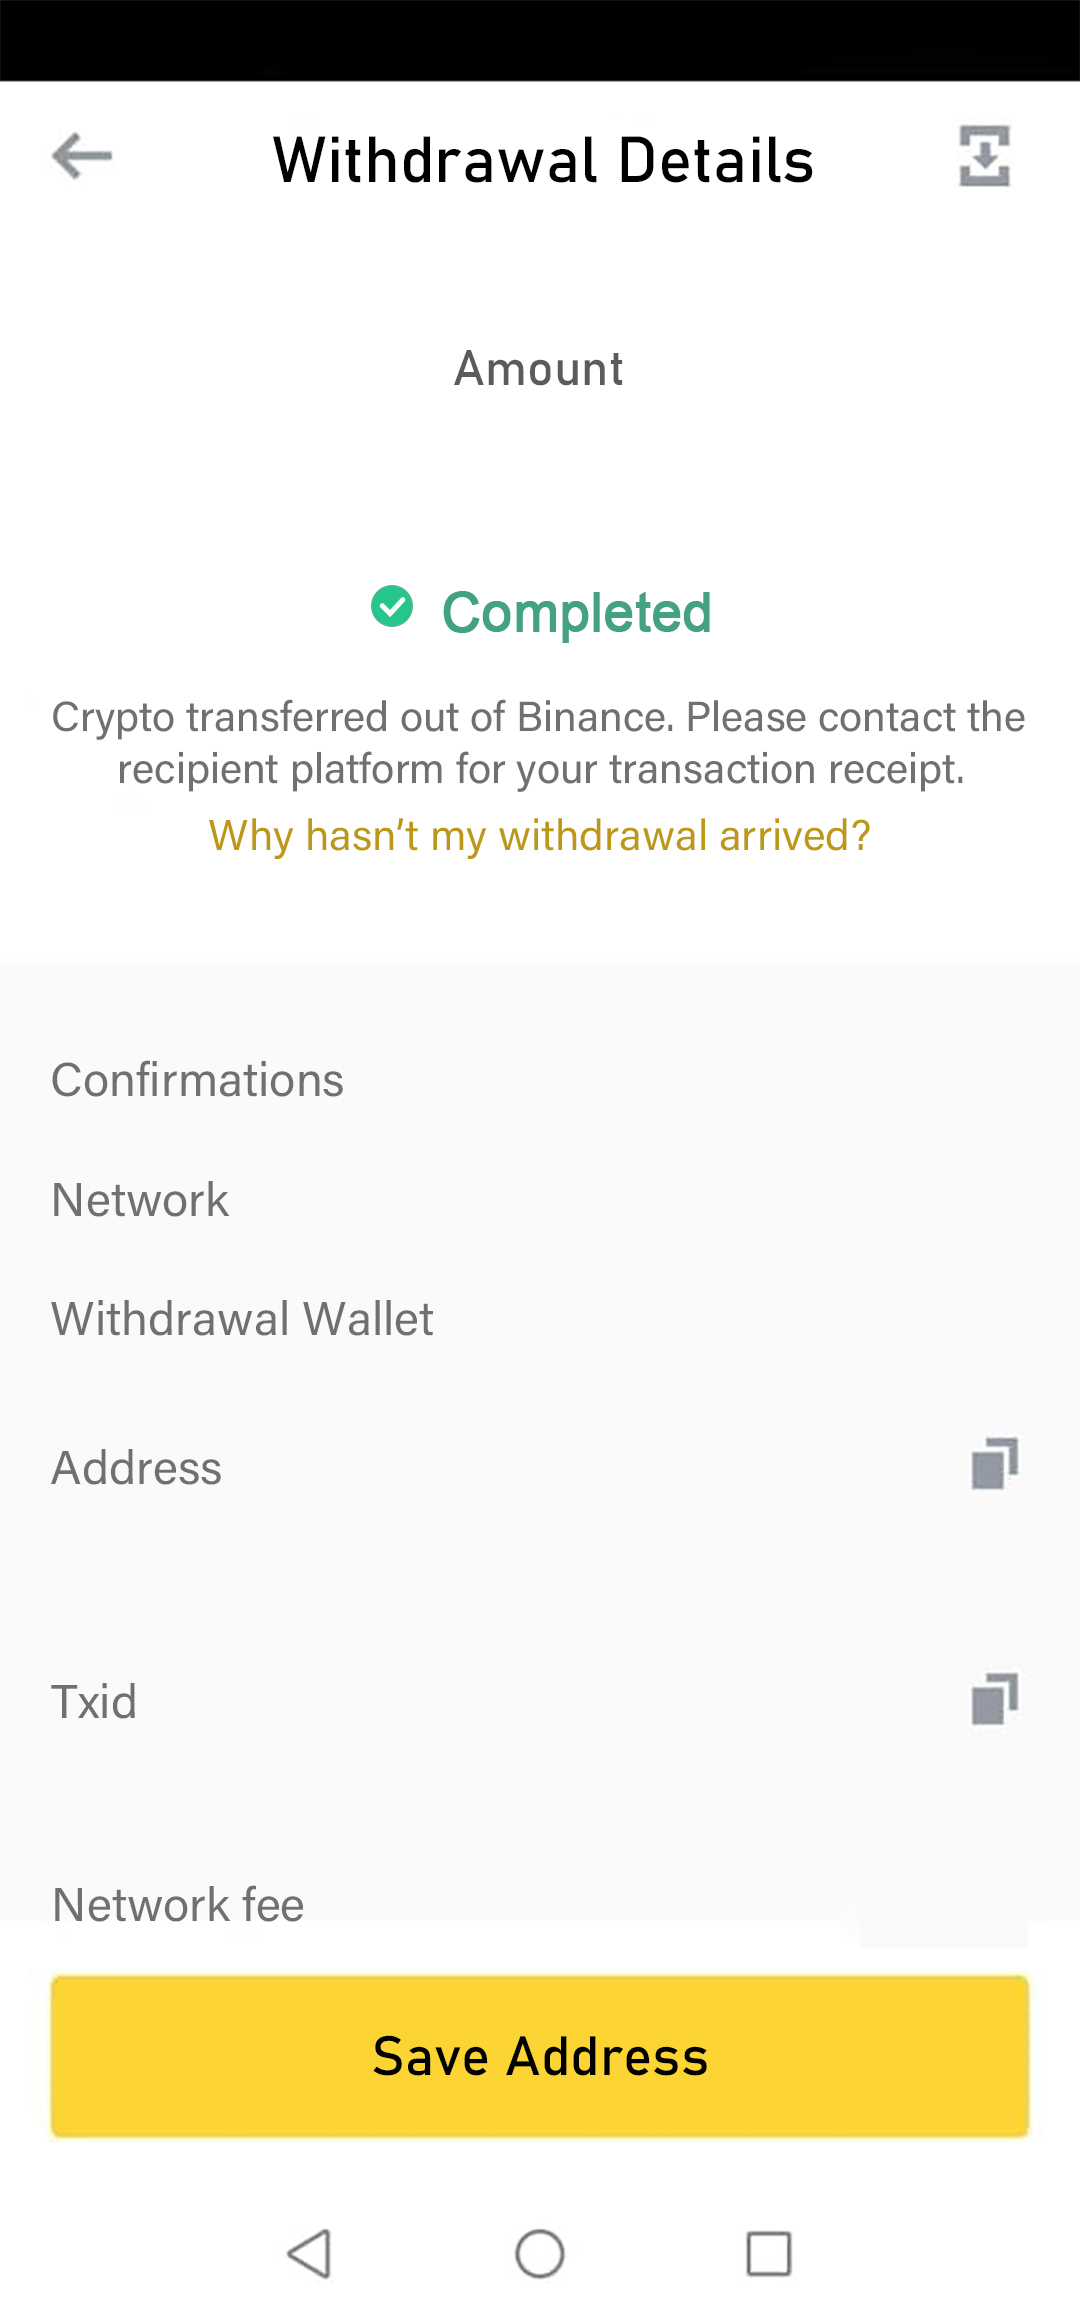 Withdrawal Details
Amount
Completed
Crypto transferred out of Binance. Please contact the
recipient platform for your transaction receipt.
Why hasn’t my withdrawal arrived?
Confirmations
Network
Withdrawal Wallet
Address
Txid
Network fee
Save Address